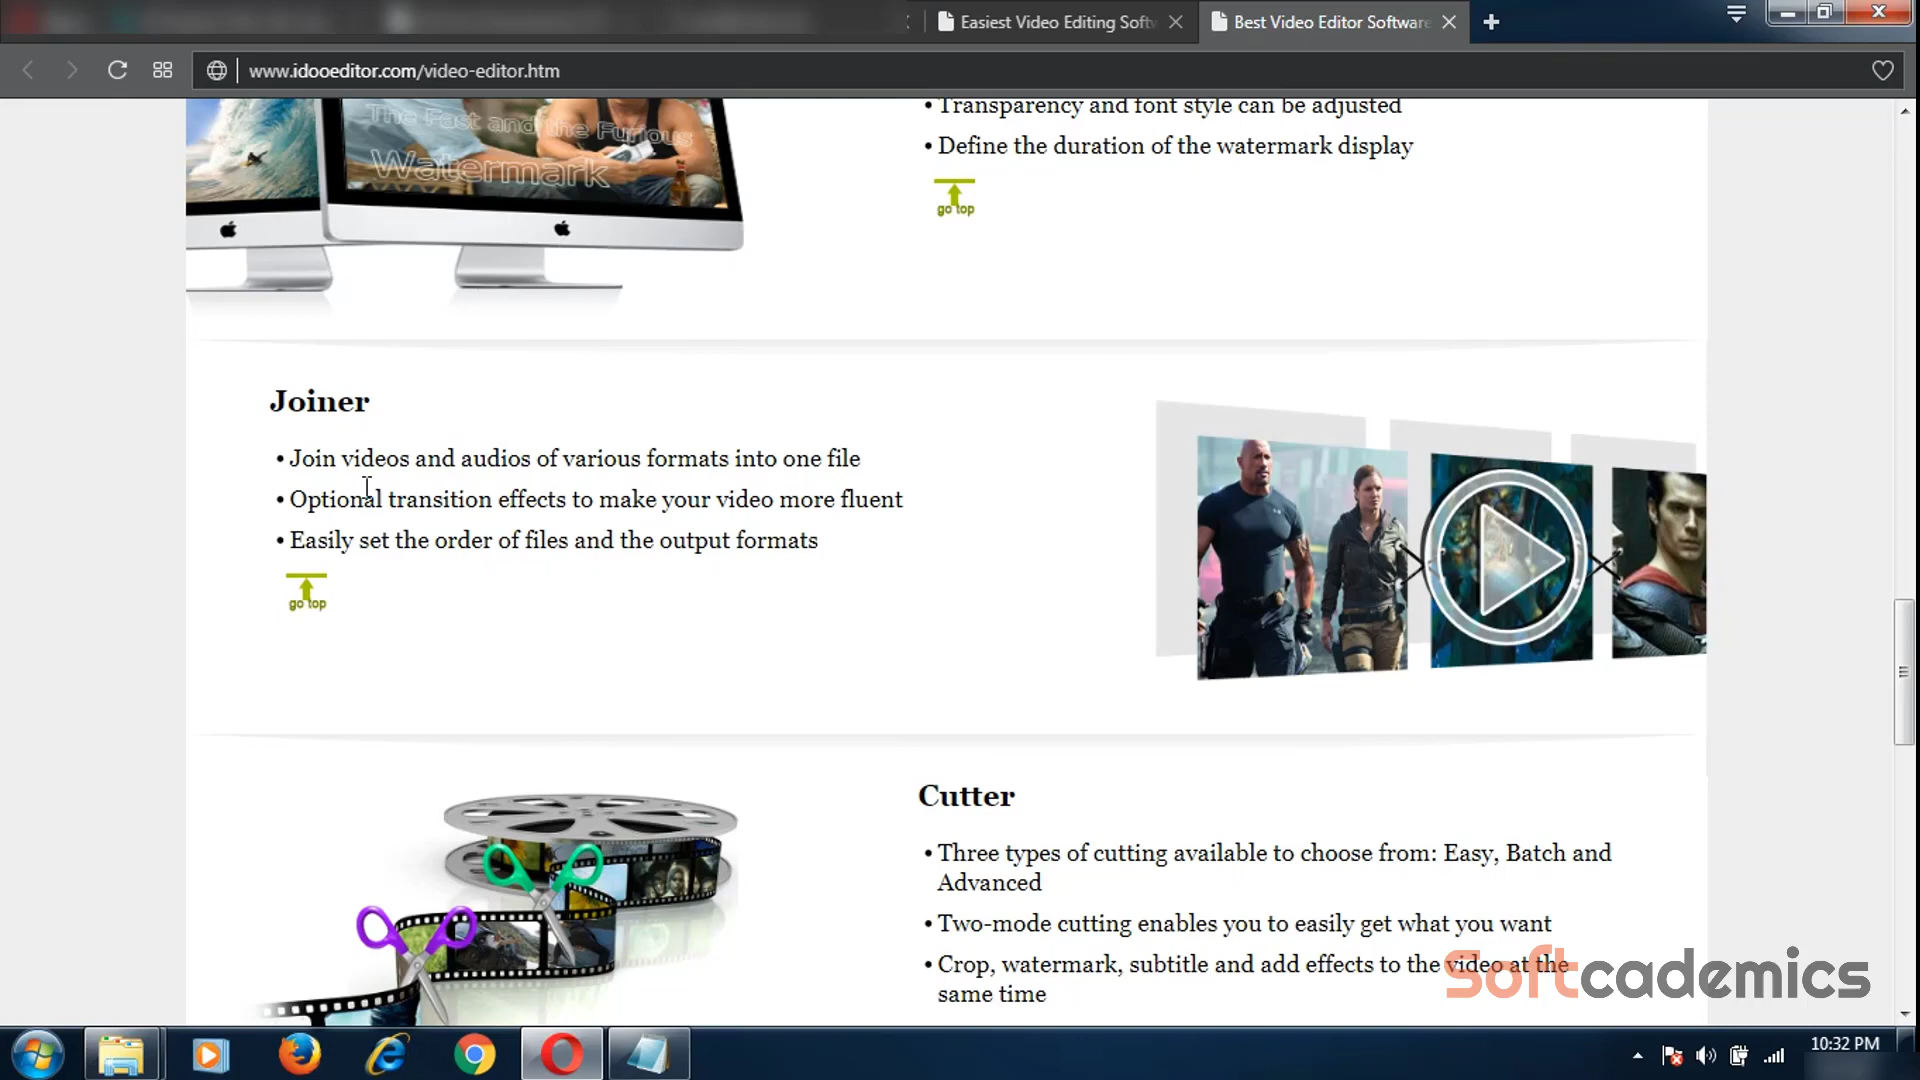 Easiest Video Editing Softw
Best Video Editor Software
www.idooeditor.com/video-editor.htm
The Fast and the Furious
Watermark
• Transparency and font style can be adjusted
• Define the duration of the watermark display
go top
Joiner
• Join videos and audios of various formats into one file
• Optional transition effects to make your video more fluent
• Easily set the order of files and the output formats
go top
Cutter
• Three types of cutting available to choose from: Easy, Batch and
Advanced
• Two-mode cutting enables you to easily get what you want
• Crop, watermark, subtitle and add effects to the video at the
same time
Softcademics
10:32 PM